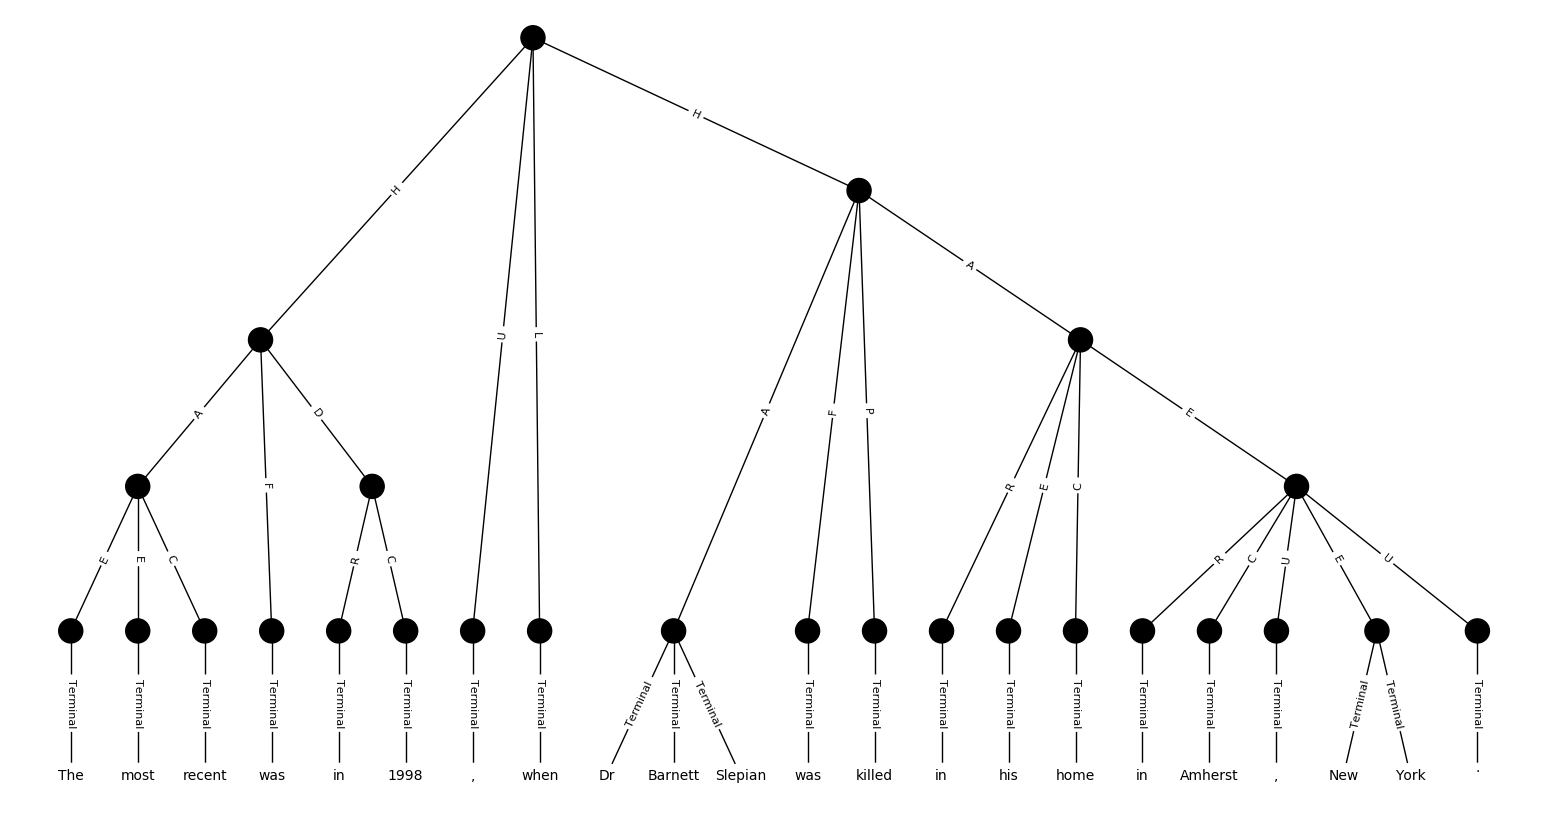 H
H
A
U
L
A
D
A
F
P
E
F
R
E
C
E
E
C
R
C
R
C
U
E
U
Terminal Terminal Terminal Terminal Terminal Terminal Terminal Terminal Terminal Terminal Terminal Terminal Terminal Terminal Terminal Terminal Terminal Terminal Terminal Terminal Terminal Terminal
The most recent was in 1998 , when Dr Barnett Slepian was killed in his home in Amherst , New York .